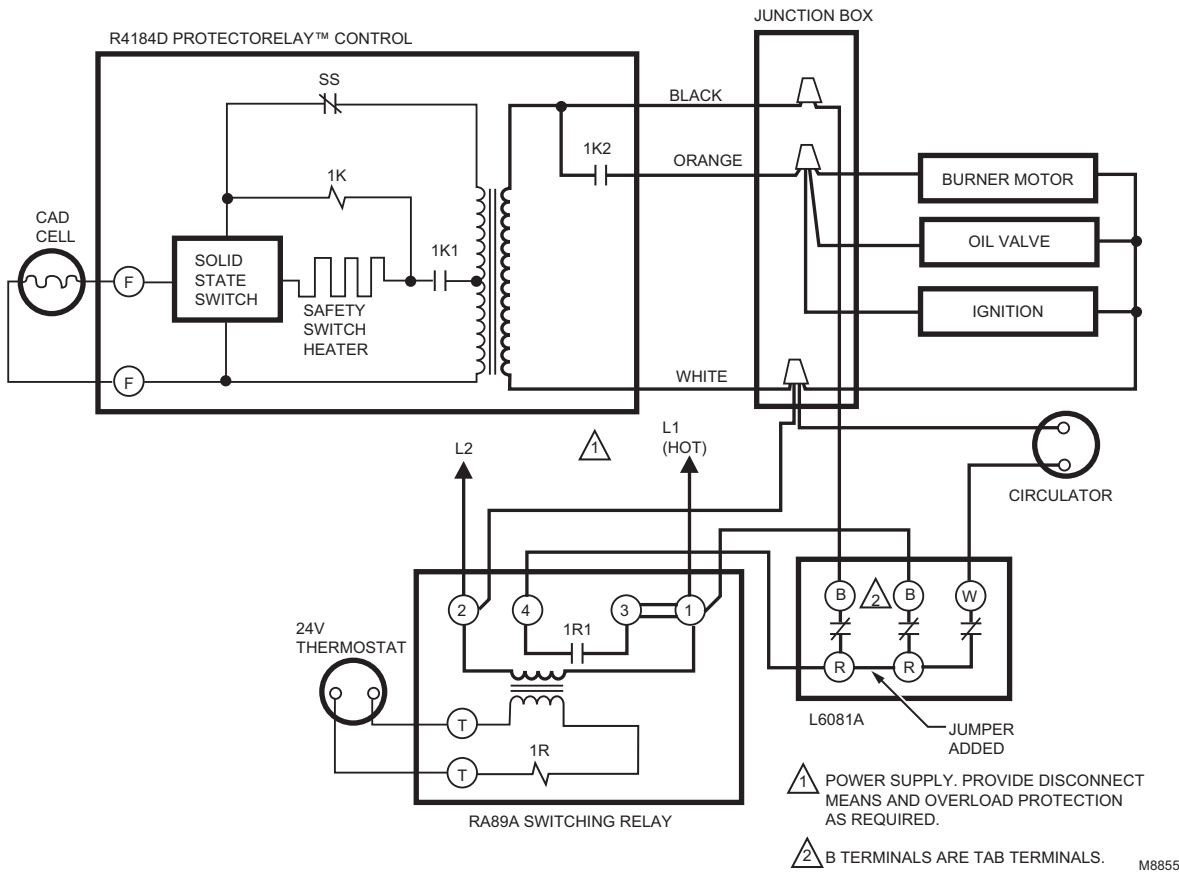 JUNCTION BOX
R4184D PROTECTORELAY™ CONTROL
SS
BLACK
1K2
ORANGE
1K
BURNER MOTOR
CAD
CELL
1K1
OIL VALVE
F
SOLID
STATE
SWITCH
SAFETY
SWITCH
HEATER
IGNITION
F
WHITE
L2
1
L1
(HOT)
CIRCULATOR
2
4
3
1
B
2
B
W
24V
THERMOSTAT
1R1
R
R
T
L6081A
JUMPER
ADDED
T
1R
RA89A SWITCHING RELAY
1 POWER SUPPLY. PROVIDE DISCONNECT
MEANS AND OVERLOAD PROTECTION
AS REQUIRED.
2 B TERMINALS ARE TAB TERMINALS.
M8855